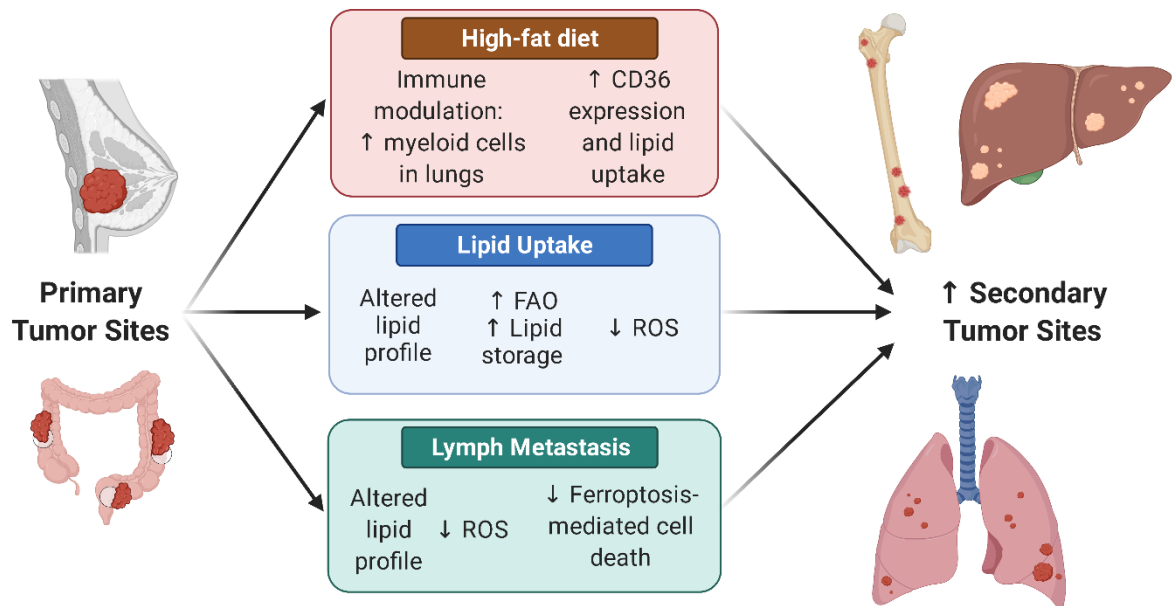 High-fat diet
Immune
modulation:
↑ myeloid cells
in lungs
↑ CD36
expression
and lipid
uptake
Primary
Tumor Sites
Lipid Uptake
Altered
lipid
profile
↑ FAO
↑ Lipid
storage
↓ ROS
Lymph Metastasis
Altered
lipid
profile
↓ ROS
↓ Ferroptosis-
mediated cell
death
↑ Secondary
Tumor Sites